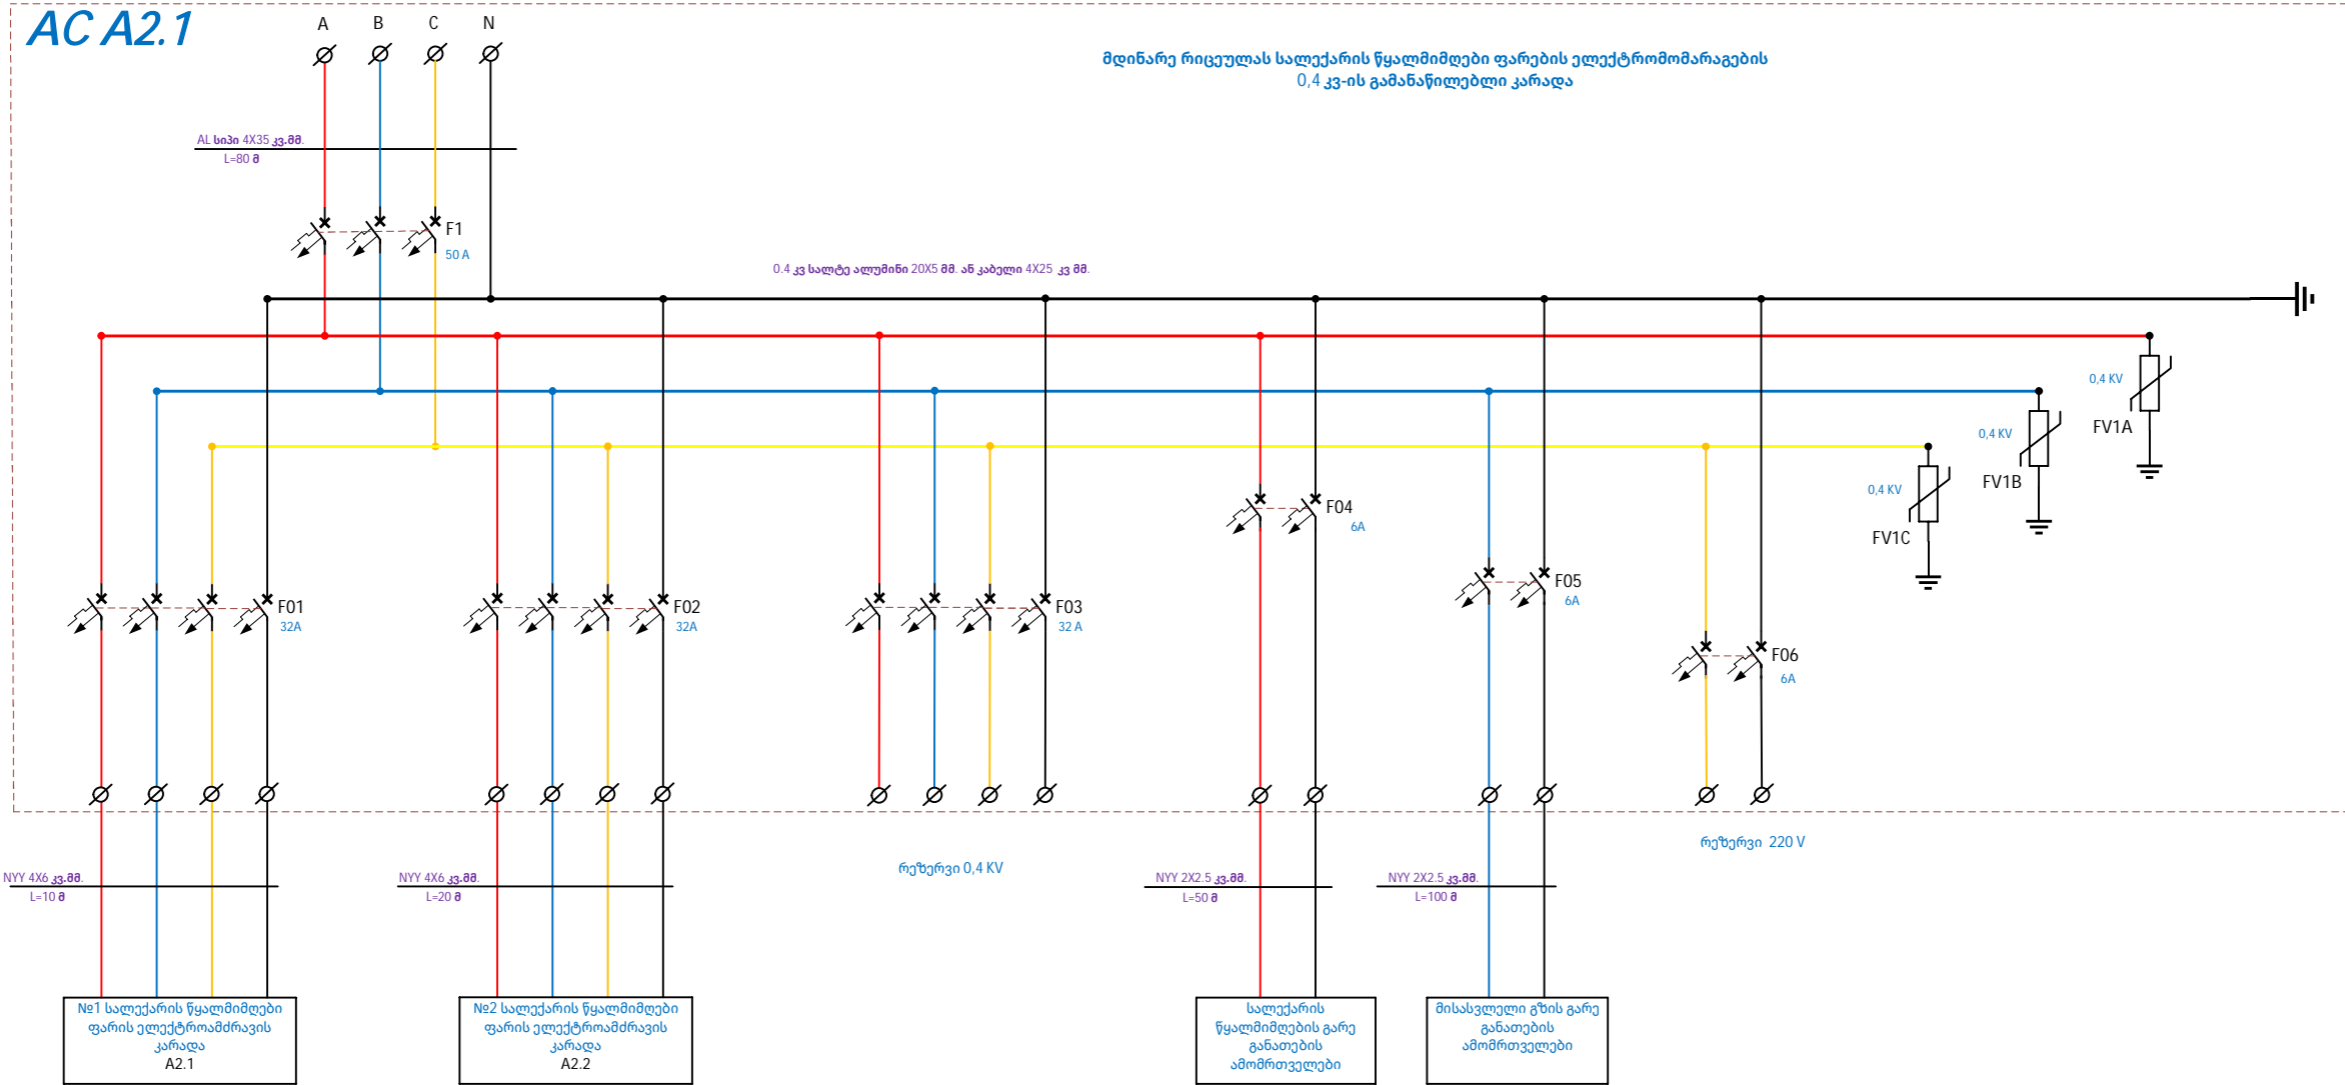 AC A2.1
A
B
C
N
მდინარე რიცეულას სალექარის წყალმიმღები ფარების ელექტრომომარაგების
0,4 კვ-ის გამანაწილებლი კარადა
AL სიპი 4X35 კვ.მმ.
L=80 მ
F1
50 A
0.4 კვ სალტე ალუმინი 20X5 მმ. ან კაბელი 4X25 კვ მმ.
0,4 KV
FV1A
0,4 KV
FV1B
0,4 KV
FV1C
F01
32A
F02
32A
F03
32 A
F04
6A
F05
6A
F06
6A
რეზერვი 0,4 KV
რეზერვი 220 V
NYY 4X6 კვ.მმ.
L=10 მ
NYY 4X6 კვ.მმ.
L=20 მ
NYY 2X2.5 კვ.მმ.
L=50 მ
NYY 2X2.5 კვ.მმ.
L=100 მ
№1 სალექარის წყალმიმღები
ფარის ელექტროამძრავის
კარადა
A2.1
№2 სალექარის წყალმიმღები
ფარის ელექტროამძრავის
კარადა
A2.2
სალექარის
წყალმიმღების გარე
განათების
ამომრთველები
მისასვლელი გზის გარე
განათების
ამომრთველები